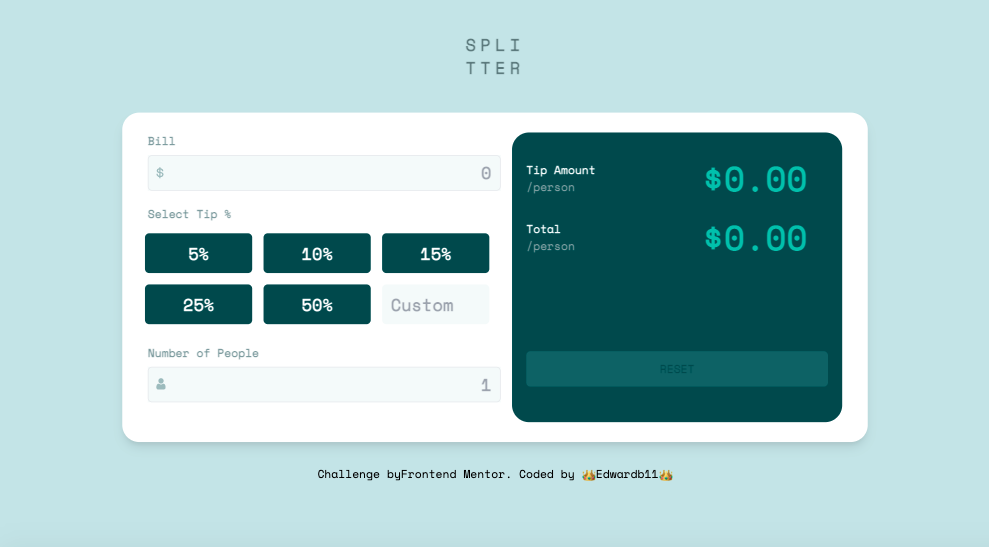 SPLI
TTER
Bill
$ 0
Select Tip %
5% 10% 15%
25% 50% Custom
Number of People
1
Tip Amount
/person
$0.00
Total
/person
$0.00
RESET
Challenge byFrontend Mentor. Coded by 👑Edwardb11👑